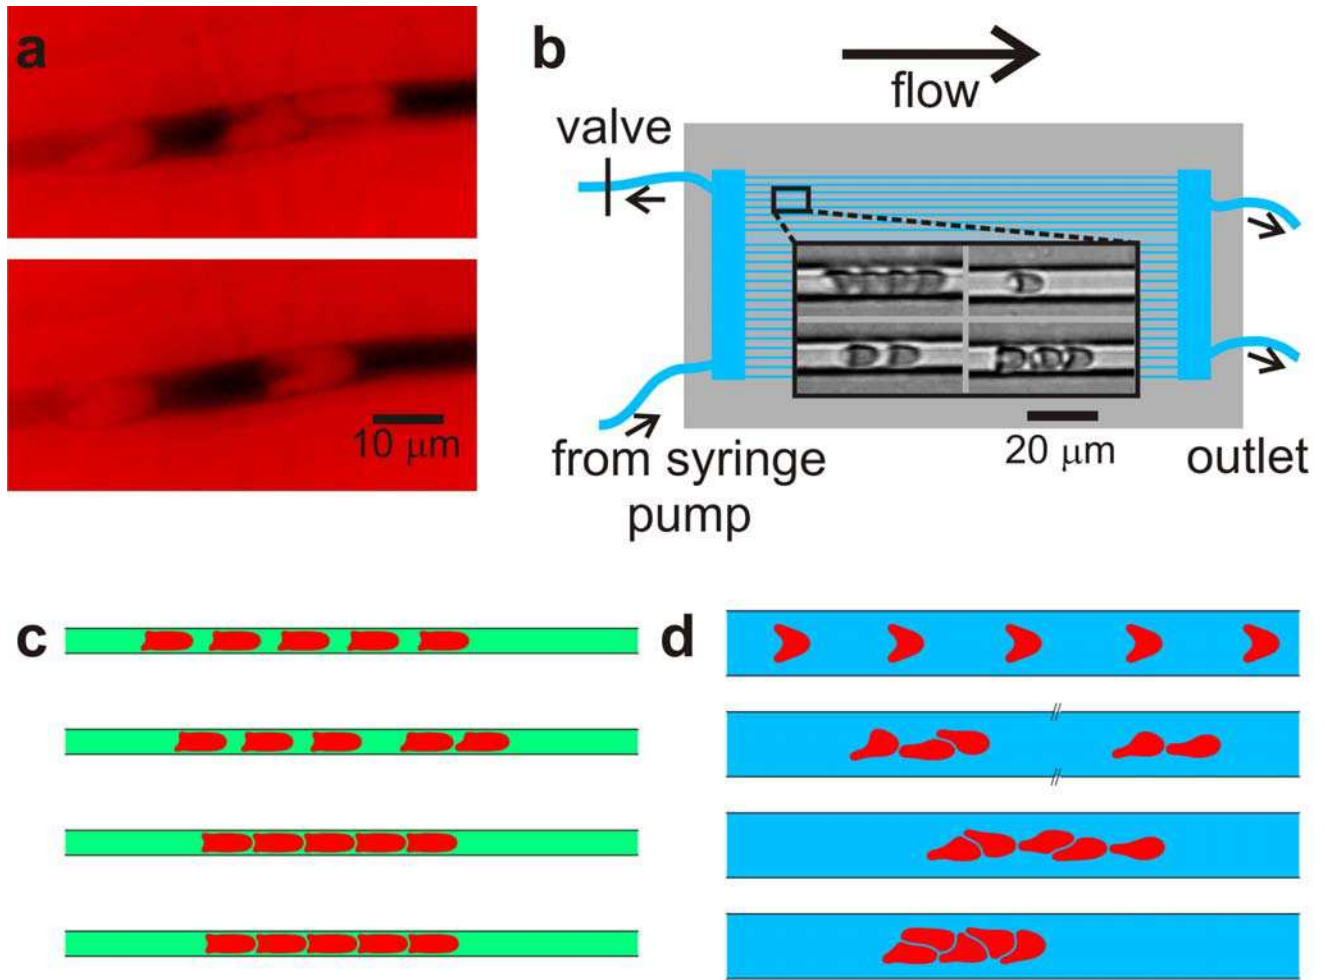 a
10 μm
b
flow
valve
from syringe
pump
20 μm
outlet
c
d